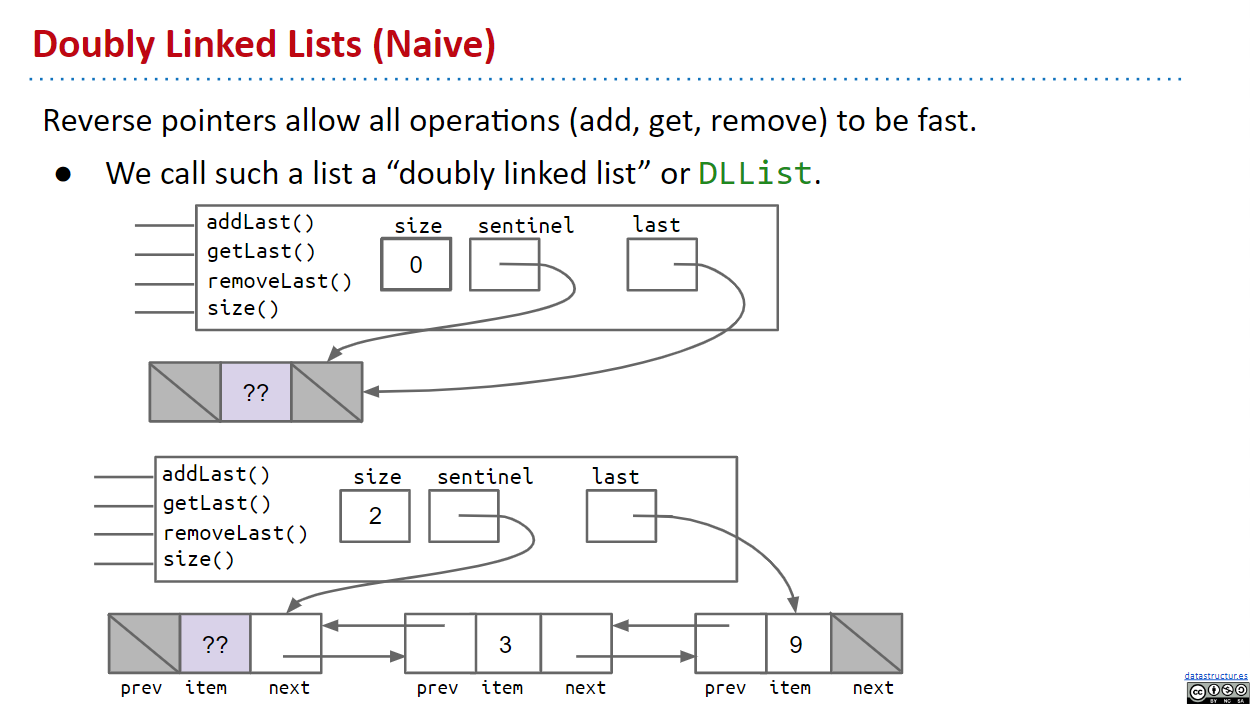 Doubly Linked Lists (Naive)
Reverse pointers allow all operations (add, get, remove) to be fast.
● We call such a list a “doubly linked list” or DLList.
addLast()
getLast()
removeLast()
size()
size sentinel last
0
??
addLast()
getLast()
removeLast()
size()
size sentinel last
2
?? 3 9
prev item next prev item next prev item next
datastructur.es
cc BY NC SA